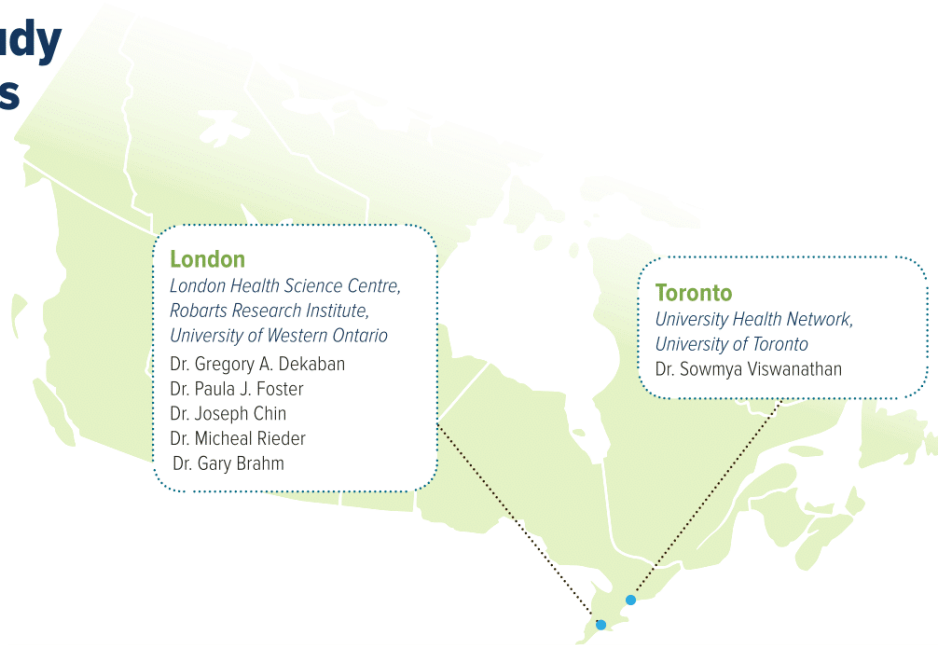 London
London Health Science Centre,
Robarts Research Institute,
University of Western Ontario
Dr. Gregory A. Dekaban
Dr. Paula J. Foster
Dr. Joseph Chin
Dr. Micheal Rieder
Dr. Gary Brahm
Toronto
University Health Network,
University of Toronto
Dr. Sowmya Viswanathan